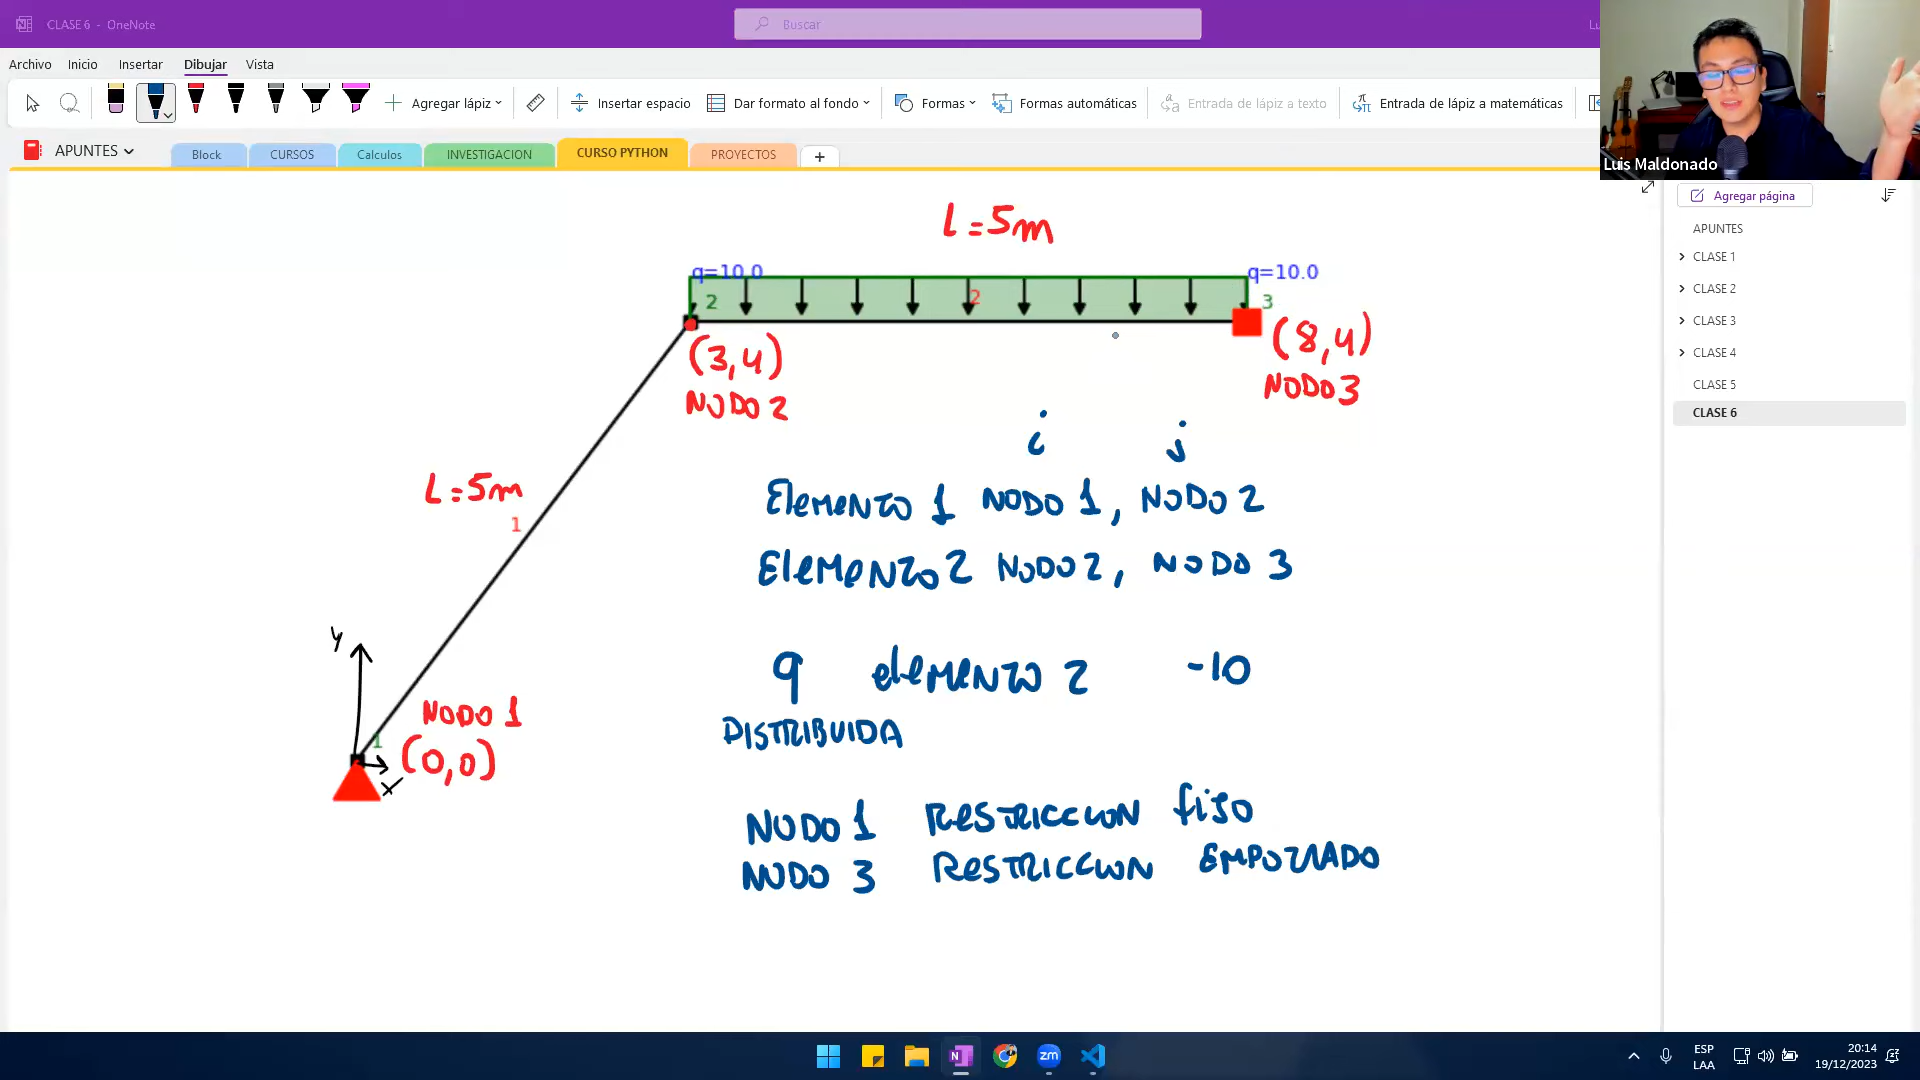 CLASE 6 - OneNote
Buscar
Lu
Archivo Inicio Insertar Dibujar Vista
Agregar lápiz
Insertar espacio
Dar formato al fondo
Formas
Formas automáticas
Entrada de lápiz a texto
Entrada de lápiz a matemáticas
Luis Maldonado
APUNTES
Block
CURSOS
Calculos
INVESTIGACION
CURSO PYTHON
PROYECTOS
+
Agregar página
APUNTES
CLASE 1
CLASE 2
CLASE 3
CLASE 4
CLASE 5
CLASE 6
L=5m
q=10.0 q=10.0
2 2 3
(3,4)
NODO 2
(8,4)
NODO 3
i j
L=5m
1
Elemento 1 NODO 1, NODO 2
Elemento 2 NODO 2, NODO 3
y
q elemento 2 -10
DISTRIBUIDA
NODO 1
1
(0,0)
x
NODO 1 RESTRICCION fijo
NODO 3 RESTRICCION EMPOTRADO
zm
ESP
LAA
20:14
19/12/2023